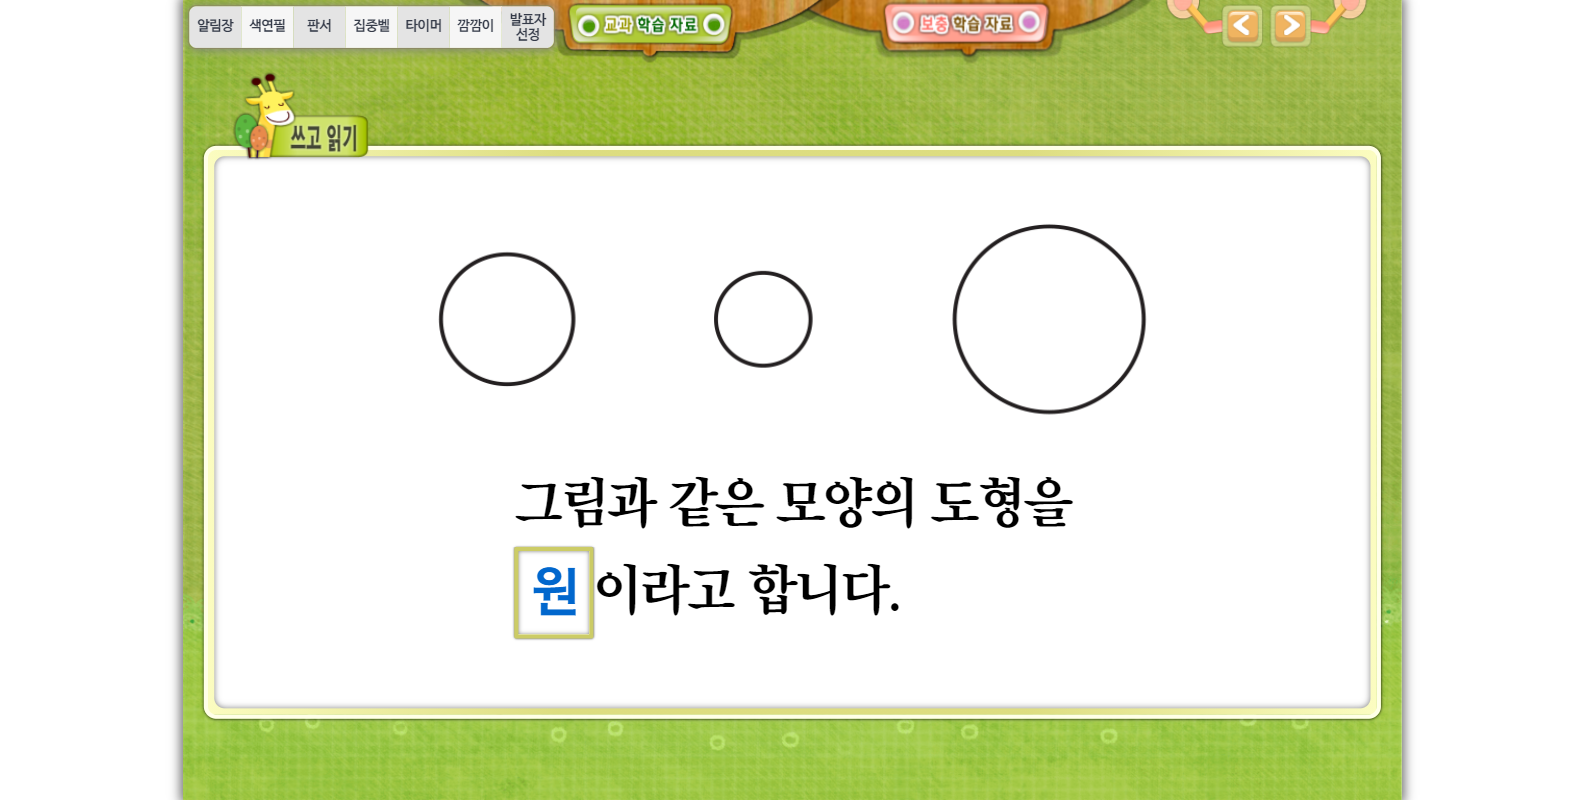 알림장 색연필 판서 집중벨 타이머 깜깜이 발표자 선정
교과 학습 자료
보충 학습 자료
쓰고 읽기
그림과 같은 모양의 도형을
원이라고 합니다.